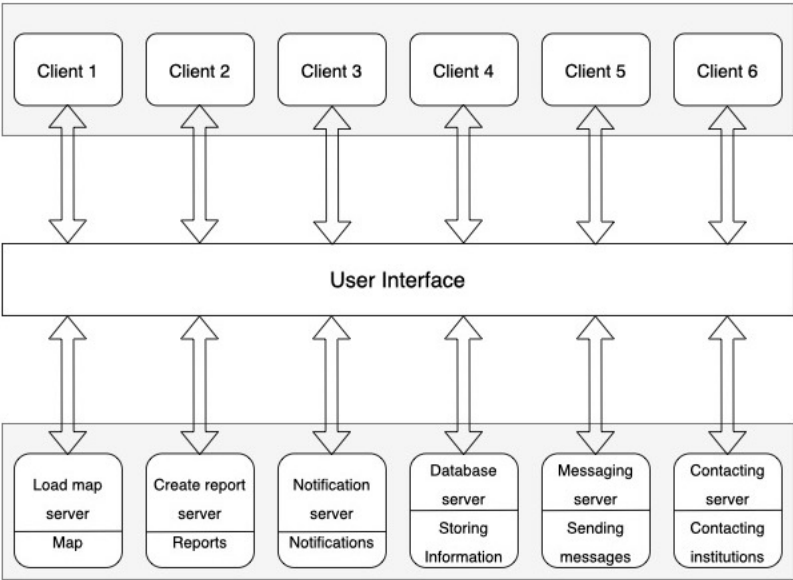 Client 1
Client 2
Client 3
Client 4
Client 5
Client 6
User Interface
Load map
server
Map
Create report
server
Reports
Notification
server
Notifications
Database
server
Storing
Information
Messaging
server
Sending
messages
Contacting
server
Contacting
institutions